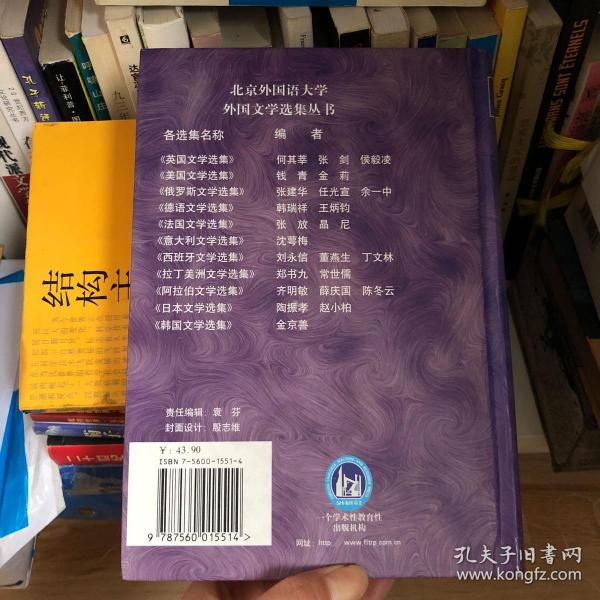 北京外国语大学
外国文学选集丛书
各选集名称 编 者
《英国文学选集》 何其莘 张 剑 侯毅凌
《美国文学选集》 钱 青 金 莉
《俄罗斯文学选集》 张建华 任光宣 余一中
《德语文学选集》 韩瑞祥 王炳钧
《法国文学选集》 张 放 晶 尼
《意大利文学选集》 沈萼梅
《西班牙文学选集》 刘永信 董燕生 丁文林
《拉丁美洲文学选集》 郑书九 常世儒
《阿拉伯文学选集》 齐明敏 薛庆国 陈冬云
《日本文学选集》 陶振孝 赵小柏
《韩国文学选集》 金京善
责任编辑：袁 芬
封面设计：殷志维
￥：43.90
ISBN 7-5600-1551-4
9 787560 015514 >
一个学术性教育性
出版机构
网址：http www.fltrp.com.cn
结构主
孔夫子旧书网
www.kongfz.com